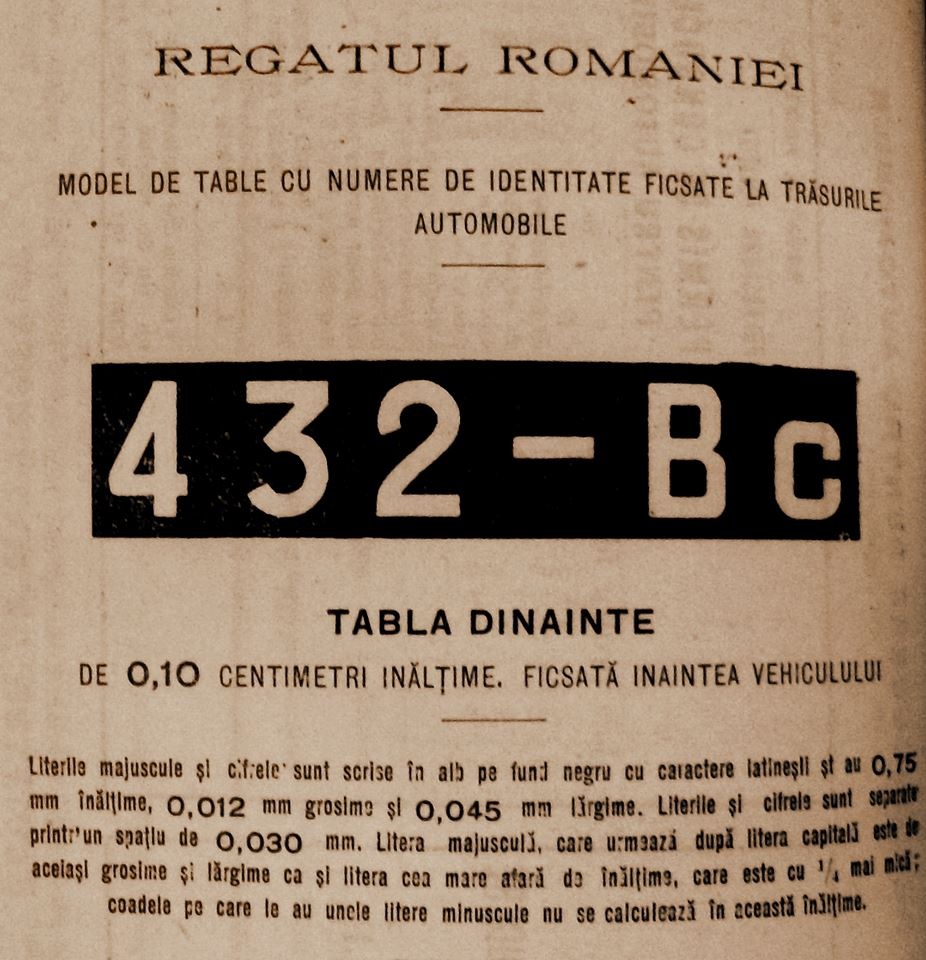 REGATUL ROMANIEI
MODEL DE TABLE CU NUMERE DE IDENTITATE FICSATE LA TRĂSURILE
AUTOMOBILE
432-Bc
TABLA DINAINTE
DE 0,10 CENTIMETRI INĂLȚIME. FICSATĂ INAINTEA VEHICULULUI
Literile majuscule și cifrele sunt scrise în alb pe fund negru cu caractere latinești și au 0,75
mm înălțime, 0,012 mm grosime și 0,045 mm lărgime. Literile și cifrele sunt separate
printr'un spațiu de 0,030 mm. Litera majusculă, care urmează după litera capitală este de
aceiași grosime și lărgime ca și litera cea mare afară de înălțime, care este cu 1/4 mai mică;
coadele pe care le au unele litere minuscule nu se calculează în această înălțime.